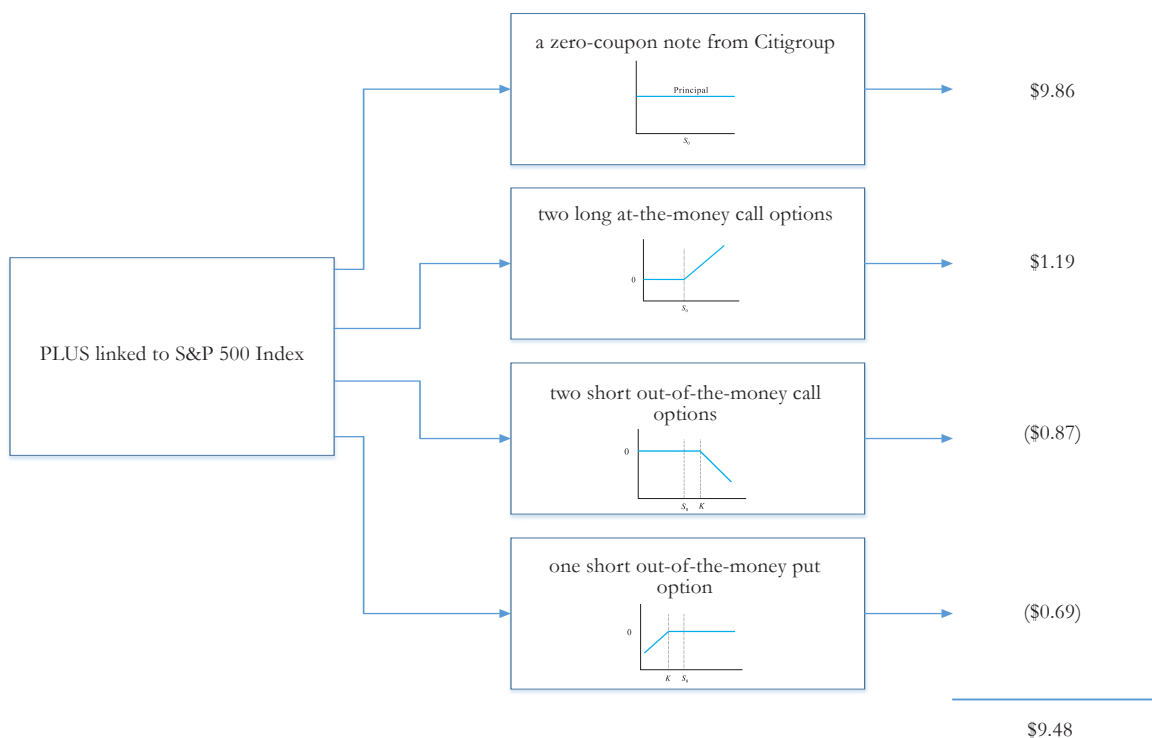 a zero-coupon note from Citigroup
Principal
S₀
$9.86
two long at-the-money call options
0
S₀
$1.19
PLUS linked to S&P 500 Index
two short out-of-the-money call
options
0
S₀ K
($0.87)
one short out-of-the-money put
option
0
K S₀
($0.69)
$9.48